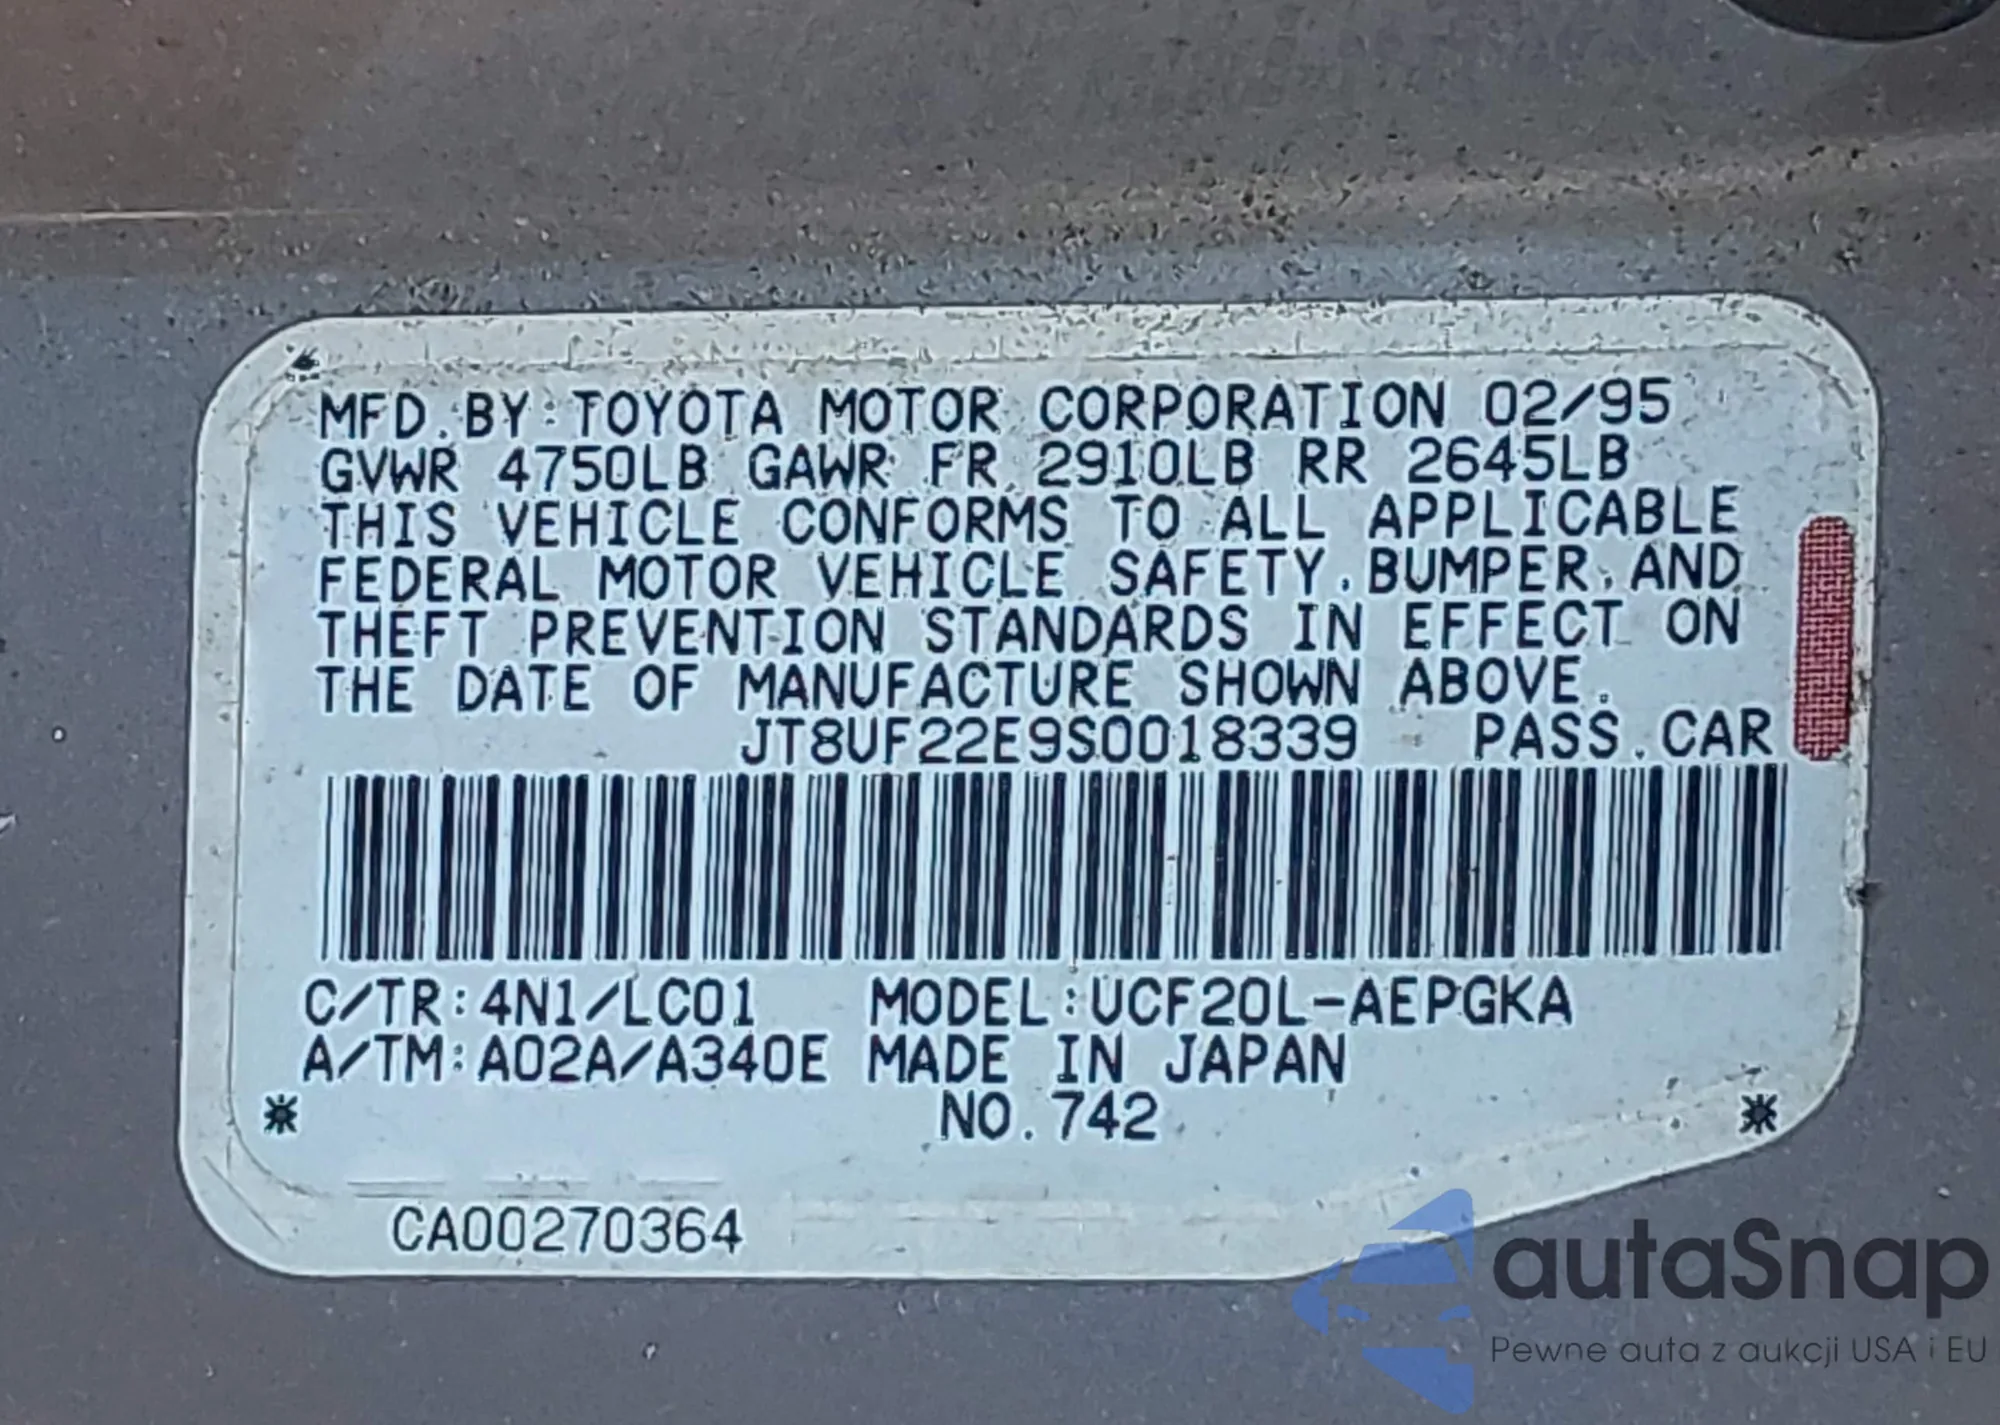 MFD.BY:TOYOTA MOTOR CORPORATION 02/95
GVWR 4750LB GAWR FR 2910LB RR 2645LB
THIS VEHICLE CONFORMS TO ALL APPLICABLE
FEDERAL MOTOR VEHICLE SAFETY,BUMPER,AND
THEFT PREVENTION STANDARDS IN EFFECT ON
THE DATE OF MANUFACTURE SHOWN ABOVE.
JT8UF22E9S0018339 PASS.CAR
C/TR:4N1/LC01 MODEL:UCF20L-AEPGKA
A/TM:A02A/A340E MADE IN JAPAN
NO.742
CA00270364
autaSnap
Pewne auta z aukcji USA i EU